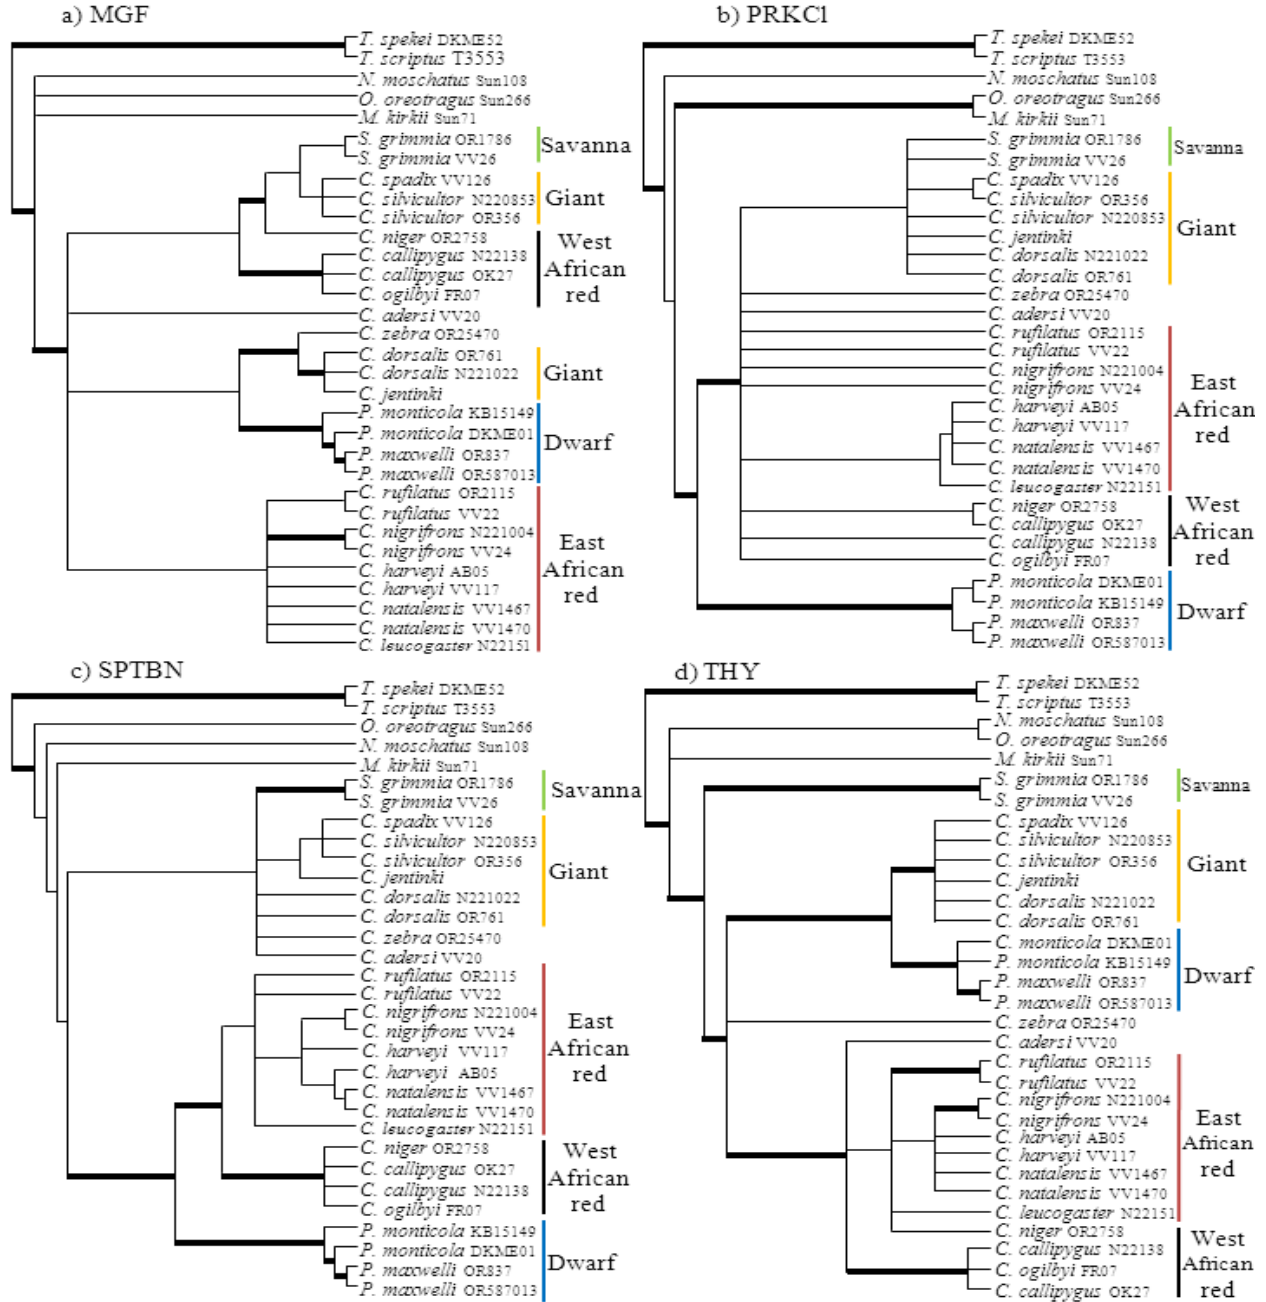 a) MGF
T. spekei DKME52
T. scriptus T3553
N. moschatus Sun108
O. oreotragus Sun266
M. kirkii Sun71
S. grimmia OR1786
S. grimmia VV26
Savanna
C. spadix VV126
C. silvicultor N220853
C. silvicultor OR356
Giant
C. niger OR2758
C. callipygus N22138
C. callipygus OK27
C. ogilbyi FR07
West
African
red
C. adersi VV20
C. zebra OR25470
C. dorsalis OR761
C. dorsalis N221022
C. jentinki
Giant
P. monticola KB15149
P. monticola DKME01
P. maxwelli OR837
P. maxwelli OR587013
Dwarf
C. rufilatus OR2115
C. rufilatus VV22
C. nigrifrons N221004
C. nigrifrons VV24
C. harveyi AB05
C. harveyi VV117
C. natalensis VV1467
C. natalensis VV1470
C. leucogaster N22151
East
African
red
b) PRKCl
T. spekei DKME52
T. scriptus T3553
N. moschatus Sun108
O. oreotragus Sun266
M. kirkii Sun71
S. grimmia OR1786
S. grimmia VV26
Savanna
C. spadix VV126
C. silvicultor OR356
C. silvicultor N220853
C. jentinki
C. dorsalis N221022
C. dorsalis OR761
Giant
C. zebra OR25470
C. adersi VV20
C. rufilatus OR2115
C. rufilatus VV22
C. nigrifrons N221004
C. nigrifrons VV24
C. harveyi AB05
C. harveyi VV117
C. natalensis VV1467
C. natalensis VV1470
C. leucogaster N22151
East
African
red
C. niger OR2758
C. callipygus OK27
C. callipygus N22138
C. ogilbyi FR07
West
African
red
P. monticola DKME01
P. monticola KB15149
P. maxwelli OR837
P. maxwelli OR587013
Dwarf
c) SPTBN
T. spekei DKME52
T. scriptus T3553
O. oreotragus Sun266
N. moschatus Sun108
M. kirkii Sun71
S. grimmia OR1786
S. grimmia VV26
Savanna
C. spadix VV126
C. silvicultor N220853
C. silvicultor OR356
C. jentinki
C. dorsalis N221022
C. dorsalis OR761
Giant
C. zebra OR25470
C. adersi VV20
C. rufilatus OR2115
C. rufilatus VV22
C. nigrifrons N221004
C. nigrifrons VV24
C. harveyi VV117
C. harveyi AB05
C. natalensis VV1467
C. natalensis VV1470
C. leucogaster N22151
East
African
red
C. niger OR2758
C. callipygus OK27
C. callipygus N22138
C. ogilbyi FR07
West
African
red
P. monticola KB15149
P. monticola DKME01
P. maxwelli OR837
P. maxwelli OR587013
Dwarf
d) THY
T. spekei DKME52
T. scriptus T3553
N. moschatus Sun108
O. oreotragus Sun266
M. kirkii Sun71
S. grimmia OR1786
S. grimmia VV26
Savanna
C. spadix VV126
C. silvicultor N220853
C. silvicultor OR356
C. jentinki
C. dorsalis N221022
C. dorsalis OR761
Giant
C. monticola DKME01
P. monticola KB15149
P. maxwelli OR837
P. maxwelli OR587013
Dwarf
C. zebra OR25470
C. adersi VV20
C. rufilatus OR2115
C. rufilatus VV22
C. nigrifrons N221004
C. nigrifrons VV24
C. harveyi AB05
C. harveyi VV117
C. natalensis VV1467
C. natalensis VV1470
C. leucogaster N22151
East
African
red
C. niger OR2758
C. callipygus N22138
C. ogilbyi FR07
C. callipygus OK27
West
African
red